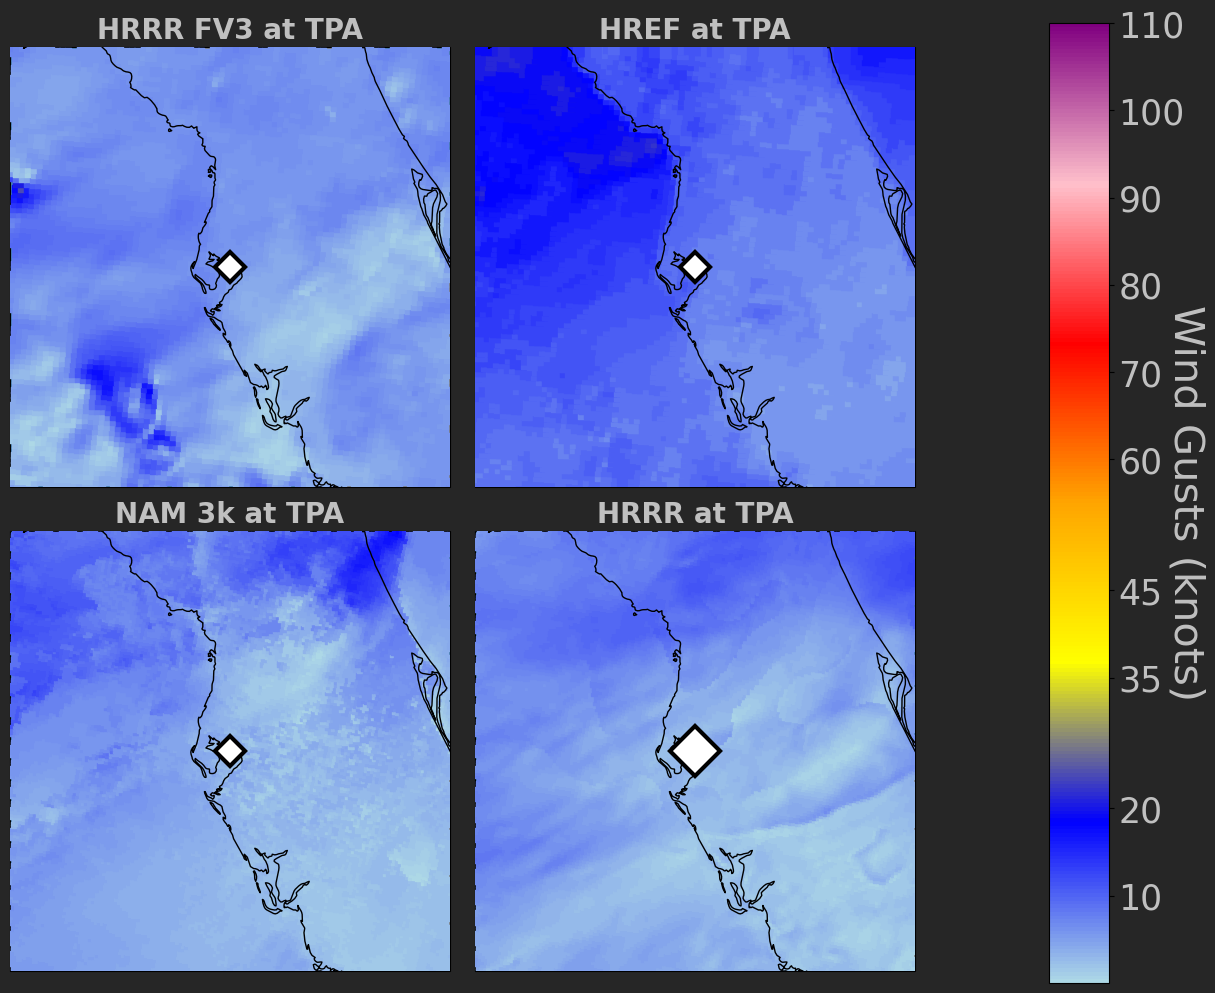 HRRR FV3 at TPA
HREF at TPA
NAM 3k at TPA
HRRR at TPA
110
100
90
80
70
60
45
35
20
10
Wind Gusts (knots)